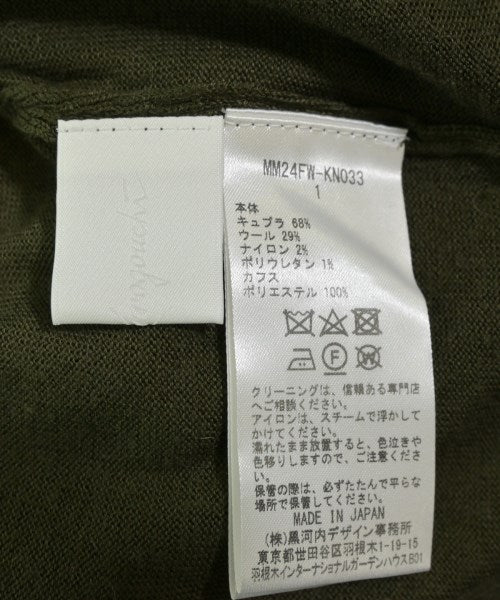 MM24FW-KN033
1
本体
キュプラ 68%
ウール 29%
ナイロン 2%
ポリウレタン 1%
カフス
ポリエステル 100%
F
W
クリーニングは、信頼ある専門店
へご相談ください。
アイロンは、スチームで浮かして
かけてください。
濡れたまま放置すると、色泣きや
色移りしますので、ご注意くださ
い。
保管の際は、必ずたたんで平らな
場所で保管してください。
MADE IN JAPAN
(株)黒河内デザイン事務所
東京都世田谷区羽根木1-19-15
羽根木インターナショナルガーデンハウスB01